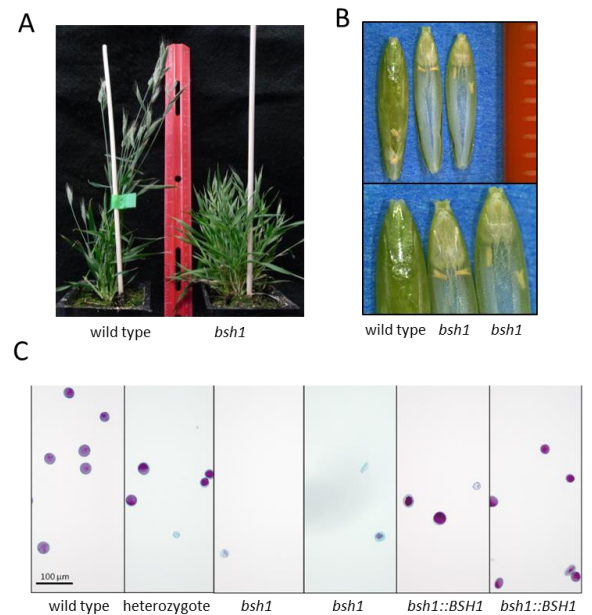 A
B
wild type bsh1
wild type bsh1 bsh1
C
100 µm
wild type heterozygote bsh1 bsh1 bsh1::BSH1 bsh1::BSH1